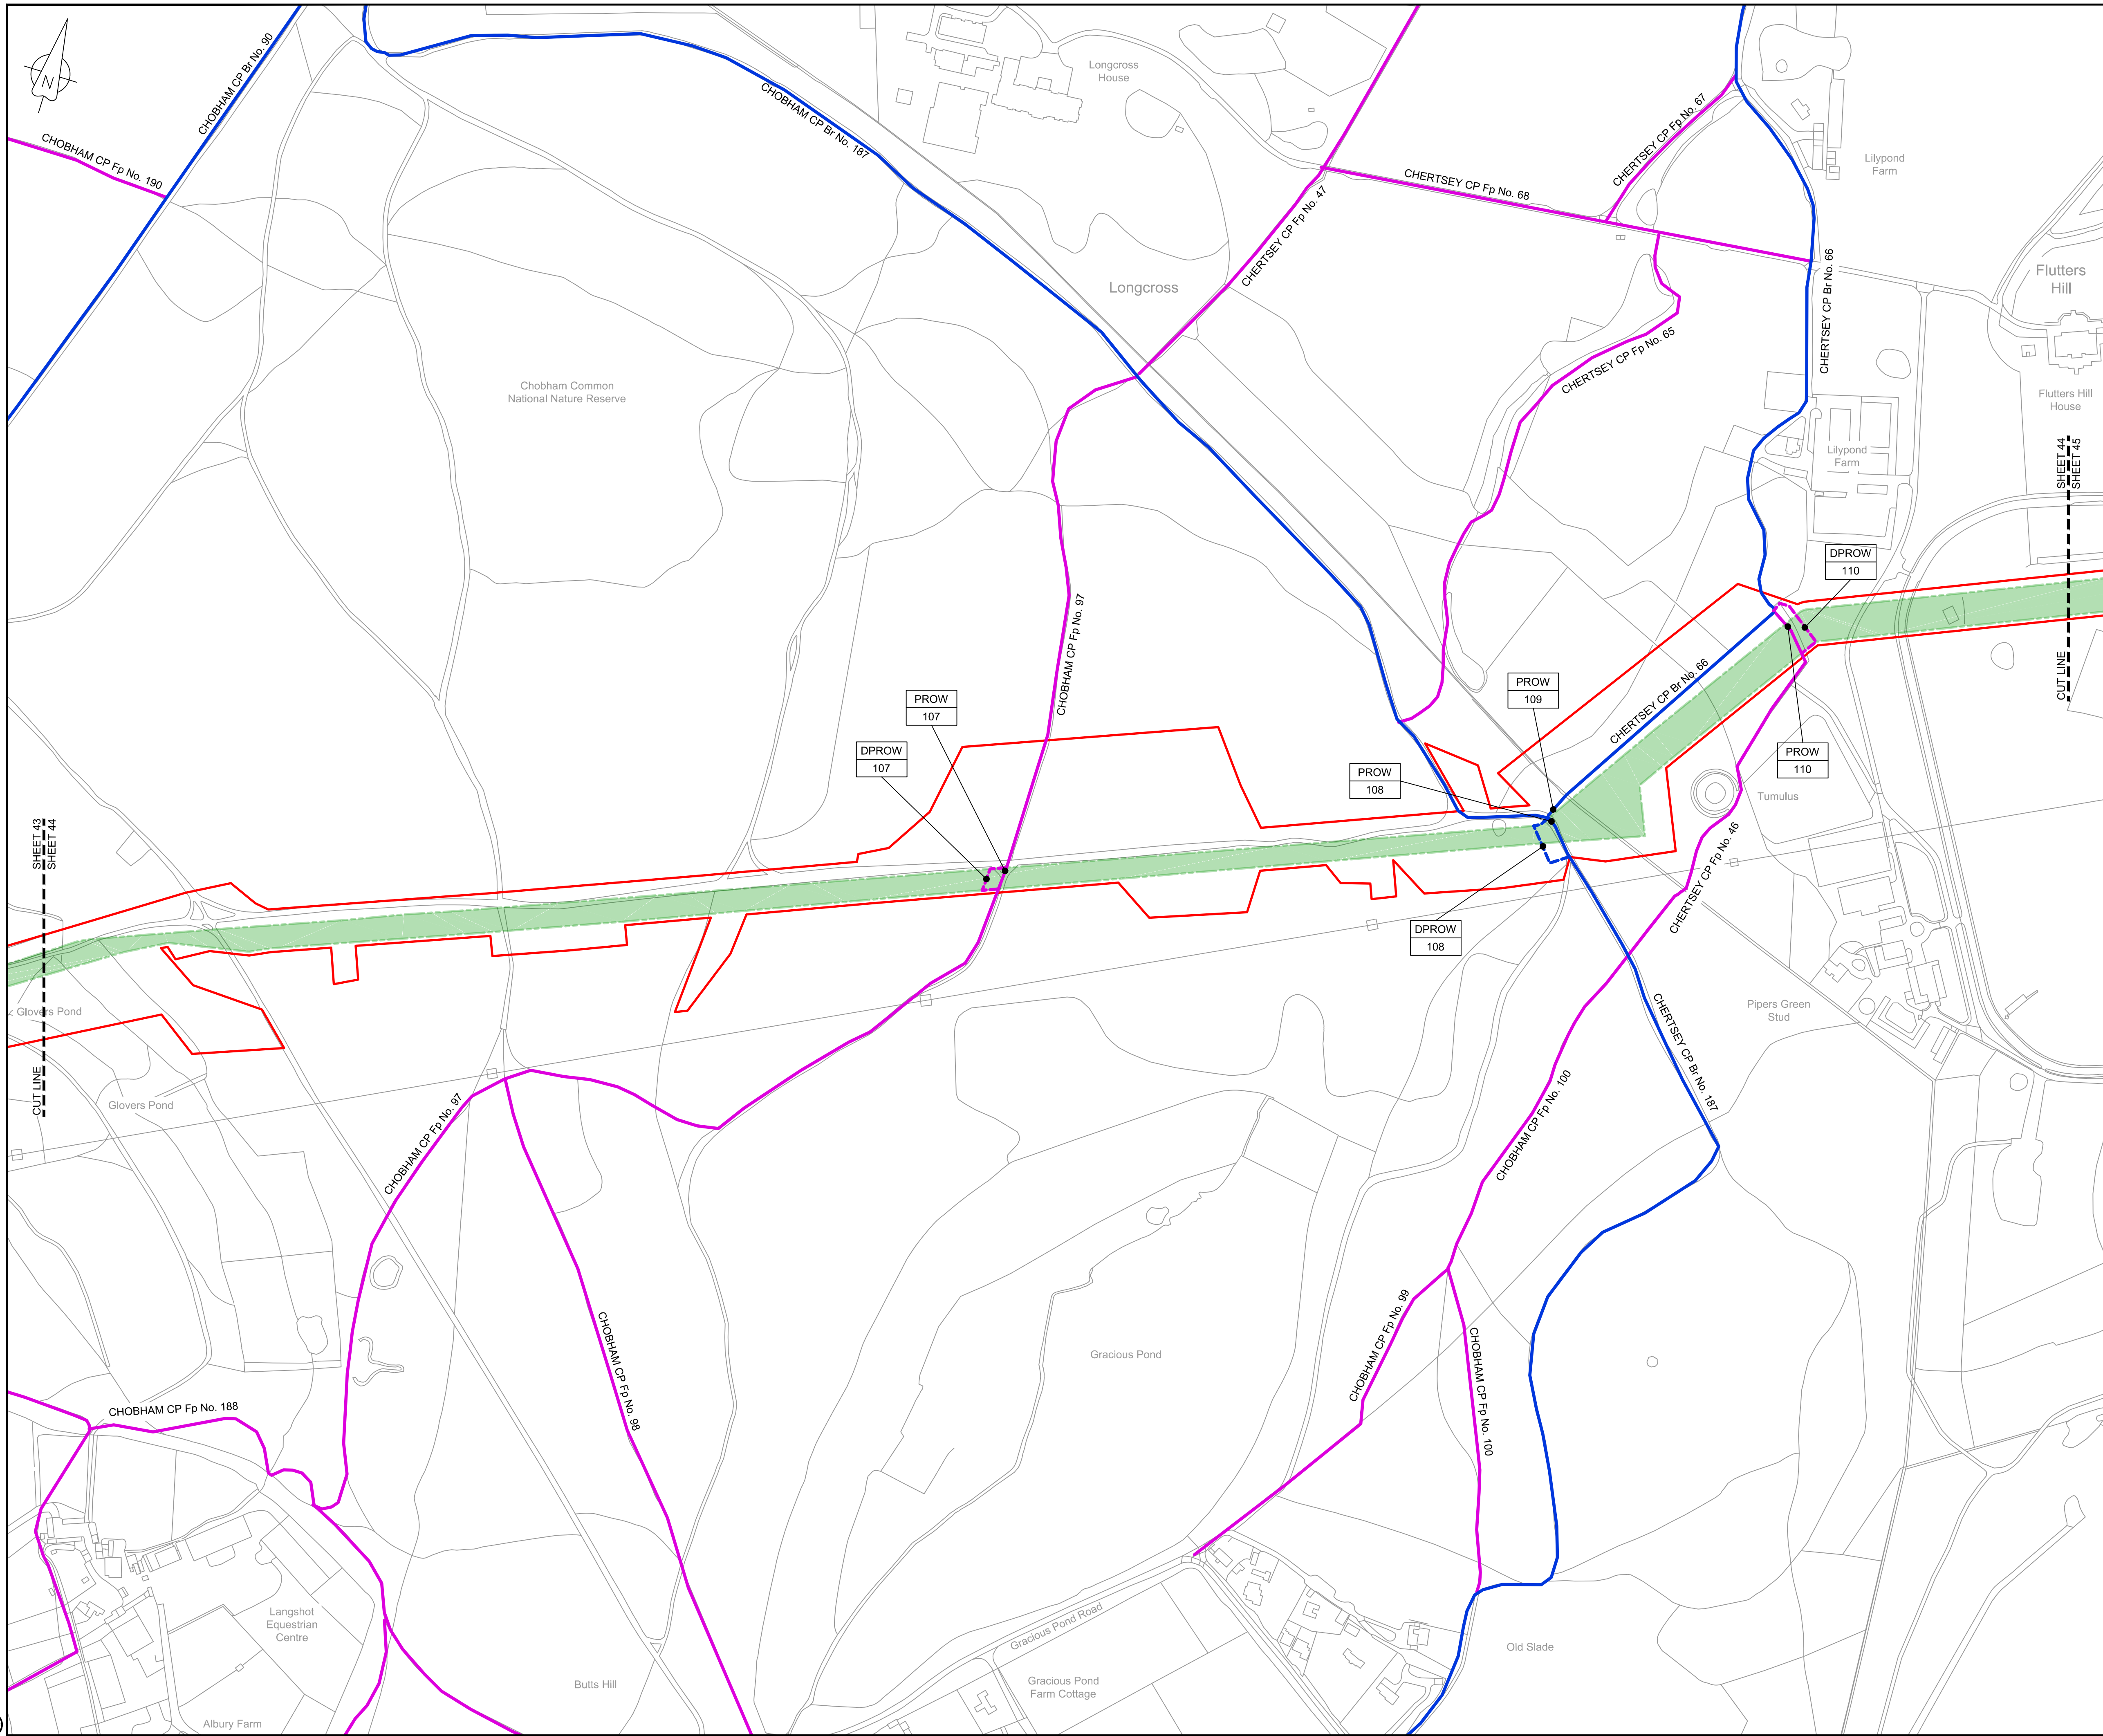 N
CHOBHAM CP Br No. 90
CHOBHAM CP Fp No. 190
CHOBHAM CP Br No. 187
Longcross
House
CHERTSEY CP Fp No. 67
Lilypond
Farm
CHERTSEY CP Fp No. 68
CHERTSEY CP Fp No. 47
Longcross
CHERTSEY CP Br No. 66
Flutters
Hill
CHERTSEY CP Fp No. 65
Chobham Common
National Nature Reserve
Flutters Hill
House
Lilypond
Farm
SHEET 44
SHEET 45
CUT LINE
DPROW
110
CHOBHAM CP Fp No. 97
CHERTSEY CP Br No. 66
PROW
107
PROW
109
DPROW
107
PROW
108
PROW
110
Tumulus
SHEET 43
SHEET 44
CUT LINE
CHERTSEY CP Fp No. 46
DPROW
108
Glovers Pond
Pipers Green
Stud
CHERTSEY CP Br No. 187
Glovers Pond
CHOBHAM CP Fp No. 97
CHOBHAM CP Fp No. 100
CHOBHAM CP Fp No. 99
CHOBHAM CP Fp No. 98
Gracious Pond
CHOBHAM CP Fp No. 100
CHOBHAM CP Fp No. 188
Langshot
Equestrian
Centre
Gracious Pond Road
Old Slade
Butts Hill
Gracious Pond
Farm Cottage
Albury Farm